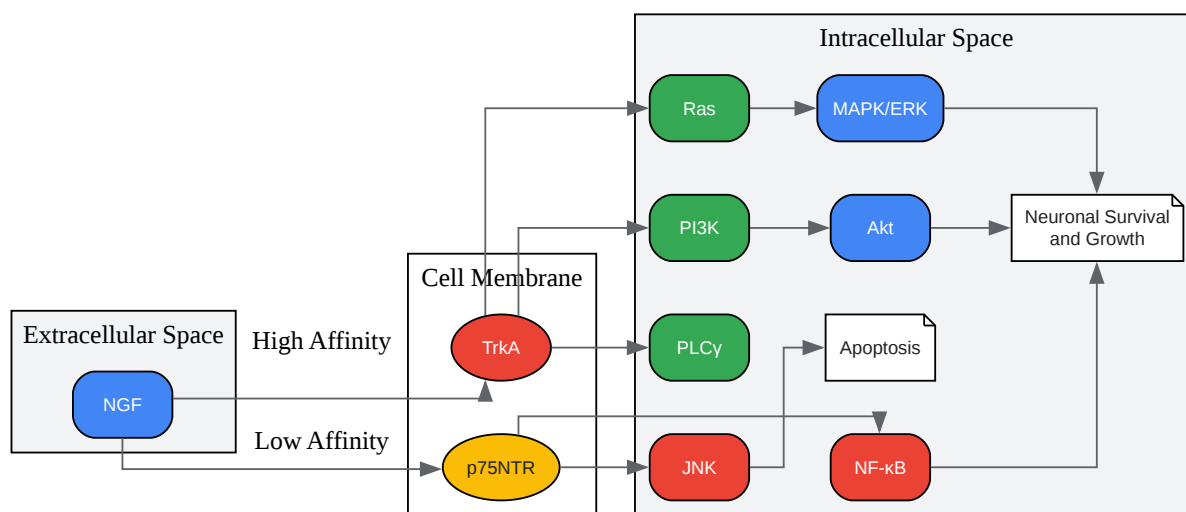 Intracellular Space
Ras
MAPK/ERK
PI3K
Akt
Neuronal Survival
and Growth
Cell Membrane
Extracellular Space
High Affinity
TrkA
PLCγ
Apoptosis
NGF
Low Affinity
p75NTR
JNK
NF-κB